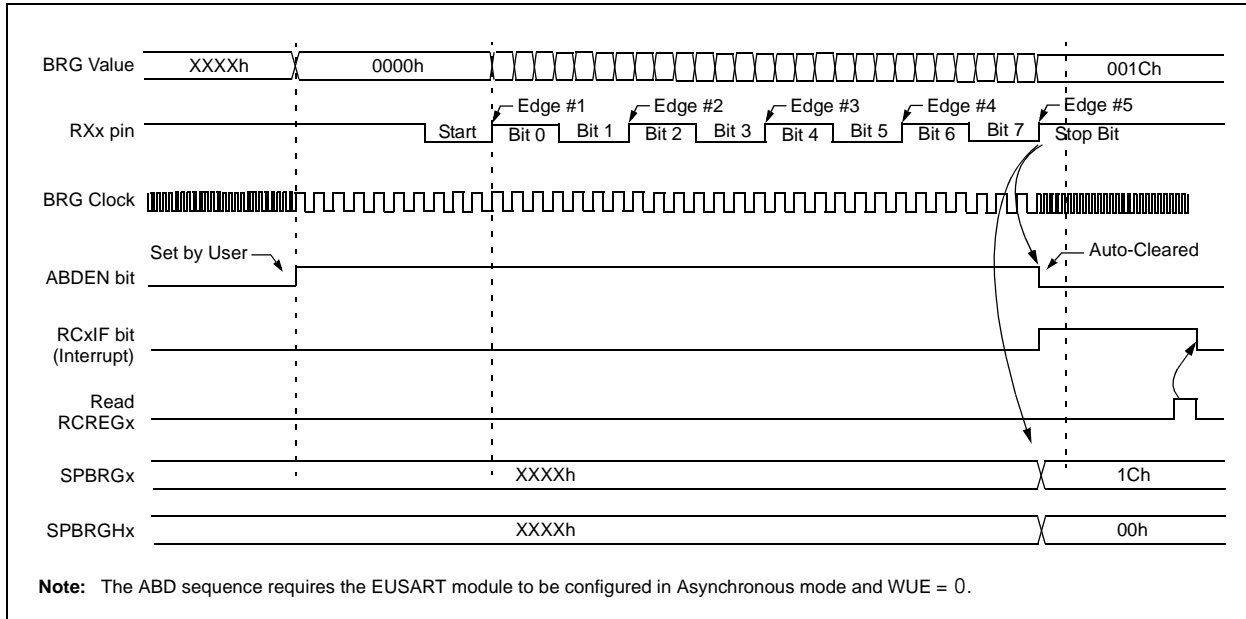 BRG Value XXXXh 0000h 001Ch
Edge #1 Edge #2 Edge #3 Edge #4 Edge #5
RXx pin Start Bit 0 Bit 1 Bit 2 Bit 3 Bit 4 Bit 5 Bit 6 Bit 7 Stop Bit
BRG Clock
Set by User Auto-Cleared
ABDEN bit
RCxIF bit
(Interrupt)
Read
RCREGx
SPBRGx XXXXh 1Ch
SPBRGHx XXXXh 00h
Note: The ABD sequence requires the EUSART module to be configured in Asynchronous mode and WUE = 0.